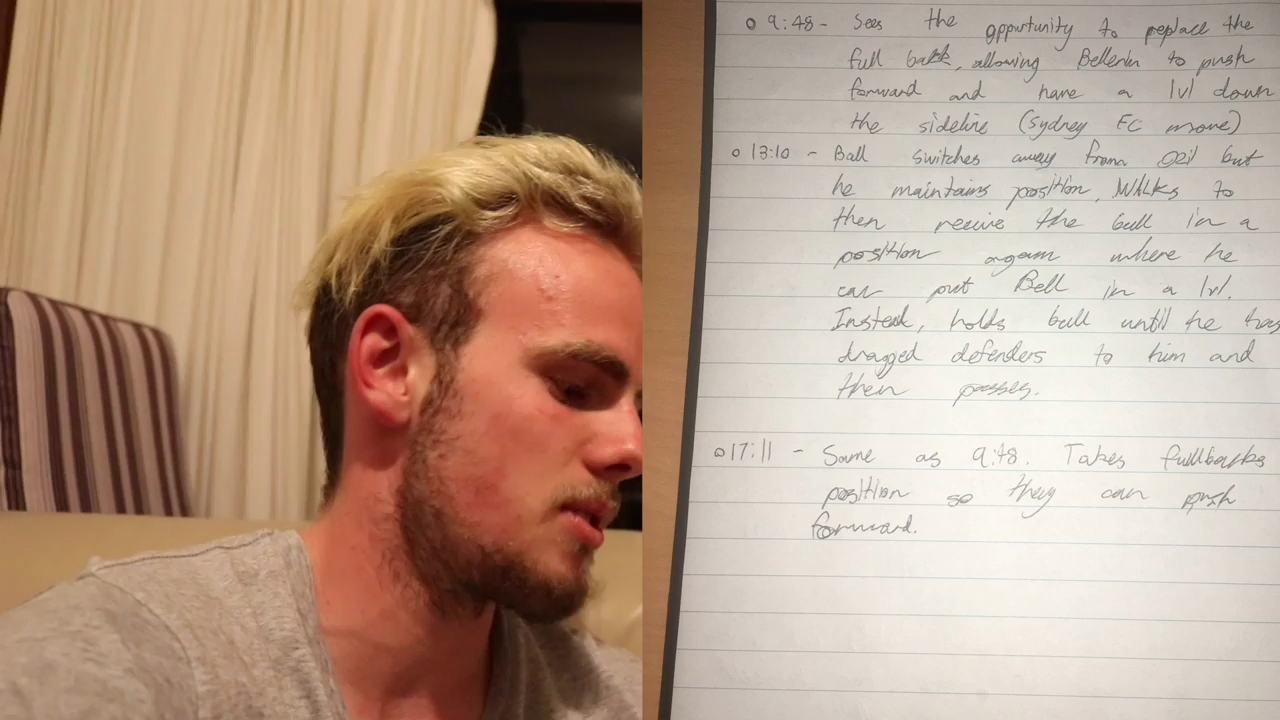 o 9:48 - Sees the oppurtunity to replace the
full back, allowing Bellerin to push
forward and have a 1v1 down
the sideline (Sydney FC move)
o 13:10 - Ball switches away from Ozil but
he maintains position, WALKS to
then receive the ball in a
position again where he
can put Bell in a 1v1.
Instead, holds ball until he has
dragged defenders to him and
then passes.
o 17:11 - Same as 9:48. Takes fullbacks
position so they can push
forward.